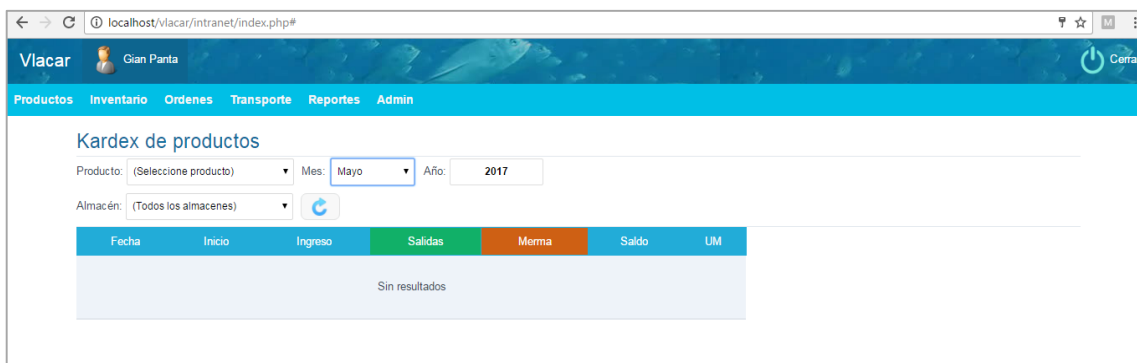 localhost/vlacar/intranet/index.php#
M
Vlacar Gian Panta Cerra
Productos Inventario Ordenes Transporte Reportes Admin
Kardex de productos
Producto: (Seleccione producto) Mes: Mayo Año: 2017
Almacén: (Todos los almacenes)
Fecha Inicio Ingreso Salidas Merma Saldo UM
Sin resultados